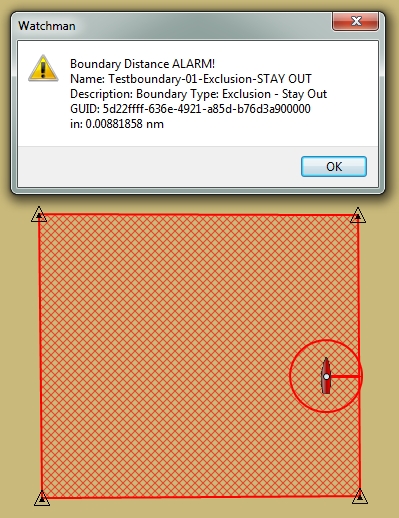 Watchman
Boundary Distance ALARM!
Name: Testboundary-01-Exclusion-STAY OUT
Description: Boundary Type: Exclusion - Stay Out
GUID: 5d22ffff-636e-4921-a85d-b76d3a900000
in: 0.00881858 nm
OK